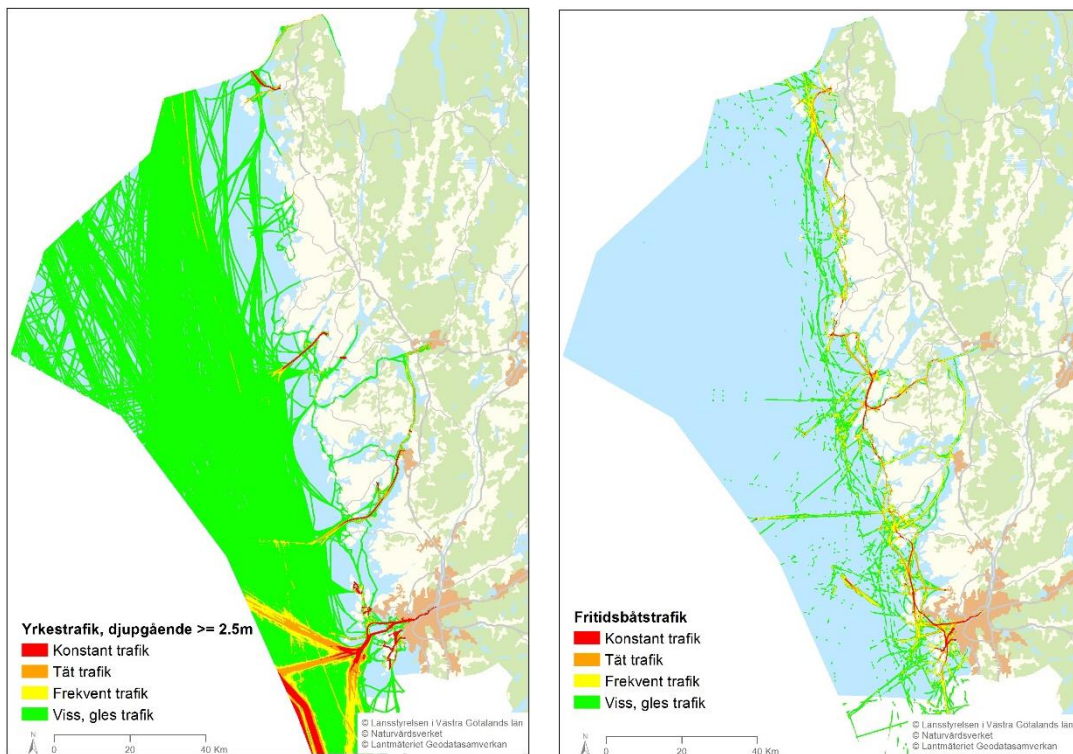 Yrkestrafik, djupgående >= 2.5m
Konstant trafik
Tät trafik
Frekvent trafik
Viss, gles trafik
N
0 20 40 Km
© Länsstyrelsen i Västra Götalands län
© Naturvårdsverket
© Lantmäteriet Geodatasamverkan
Fritidsbåtstrafik
Konstant trafik
Tät trafik
Frekvent trafik
Viss, gles trafik
N
0 20 40 Km
© Länsstyrelsen i Västra Götalands län
© Naturvårdsverket
© Lantmäteriet Geodatasamverkan